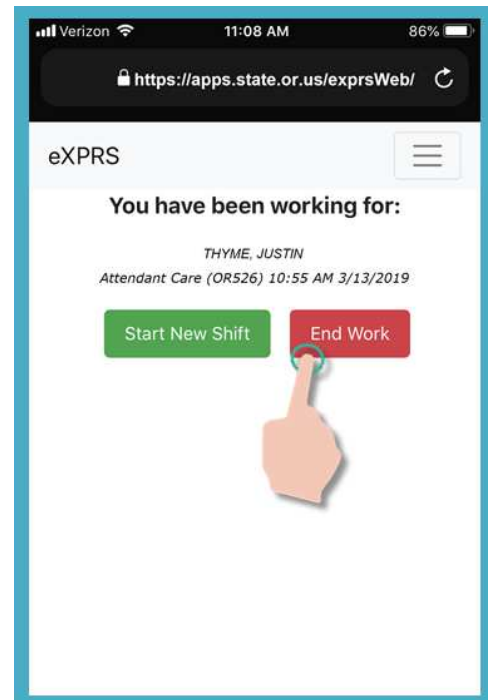 Verizon 11:08 AM 86%
https://apps.state.or.us/exprsWeb/
eXPRS
You have been working for:
THYME, JUSTIN
Attendant Care (OR526) 10:55 AM 3/13/2019
Start New Shift End Work